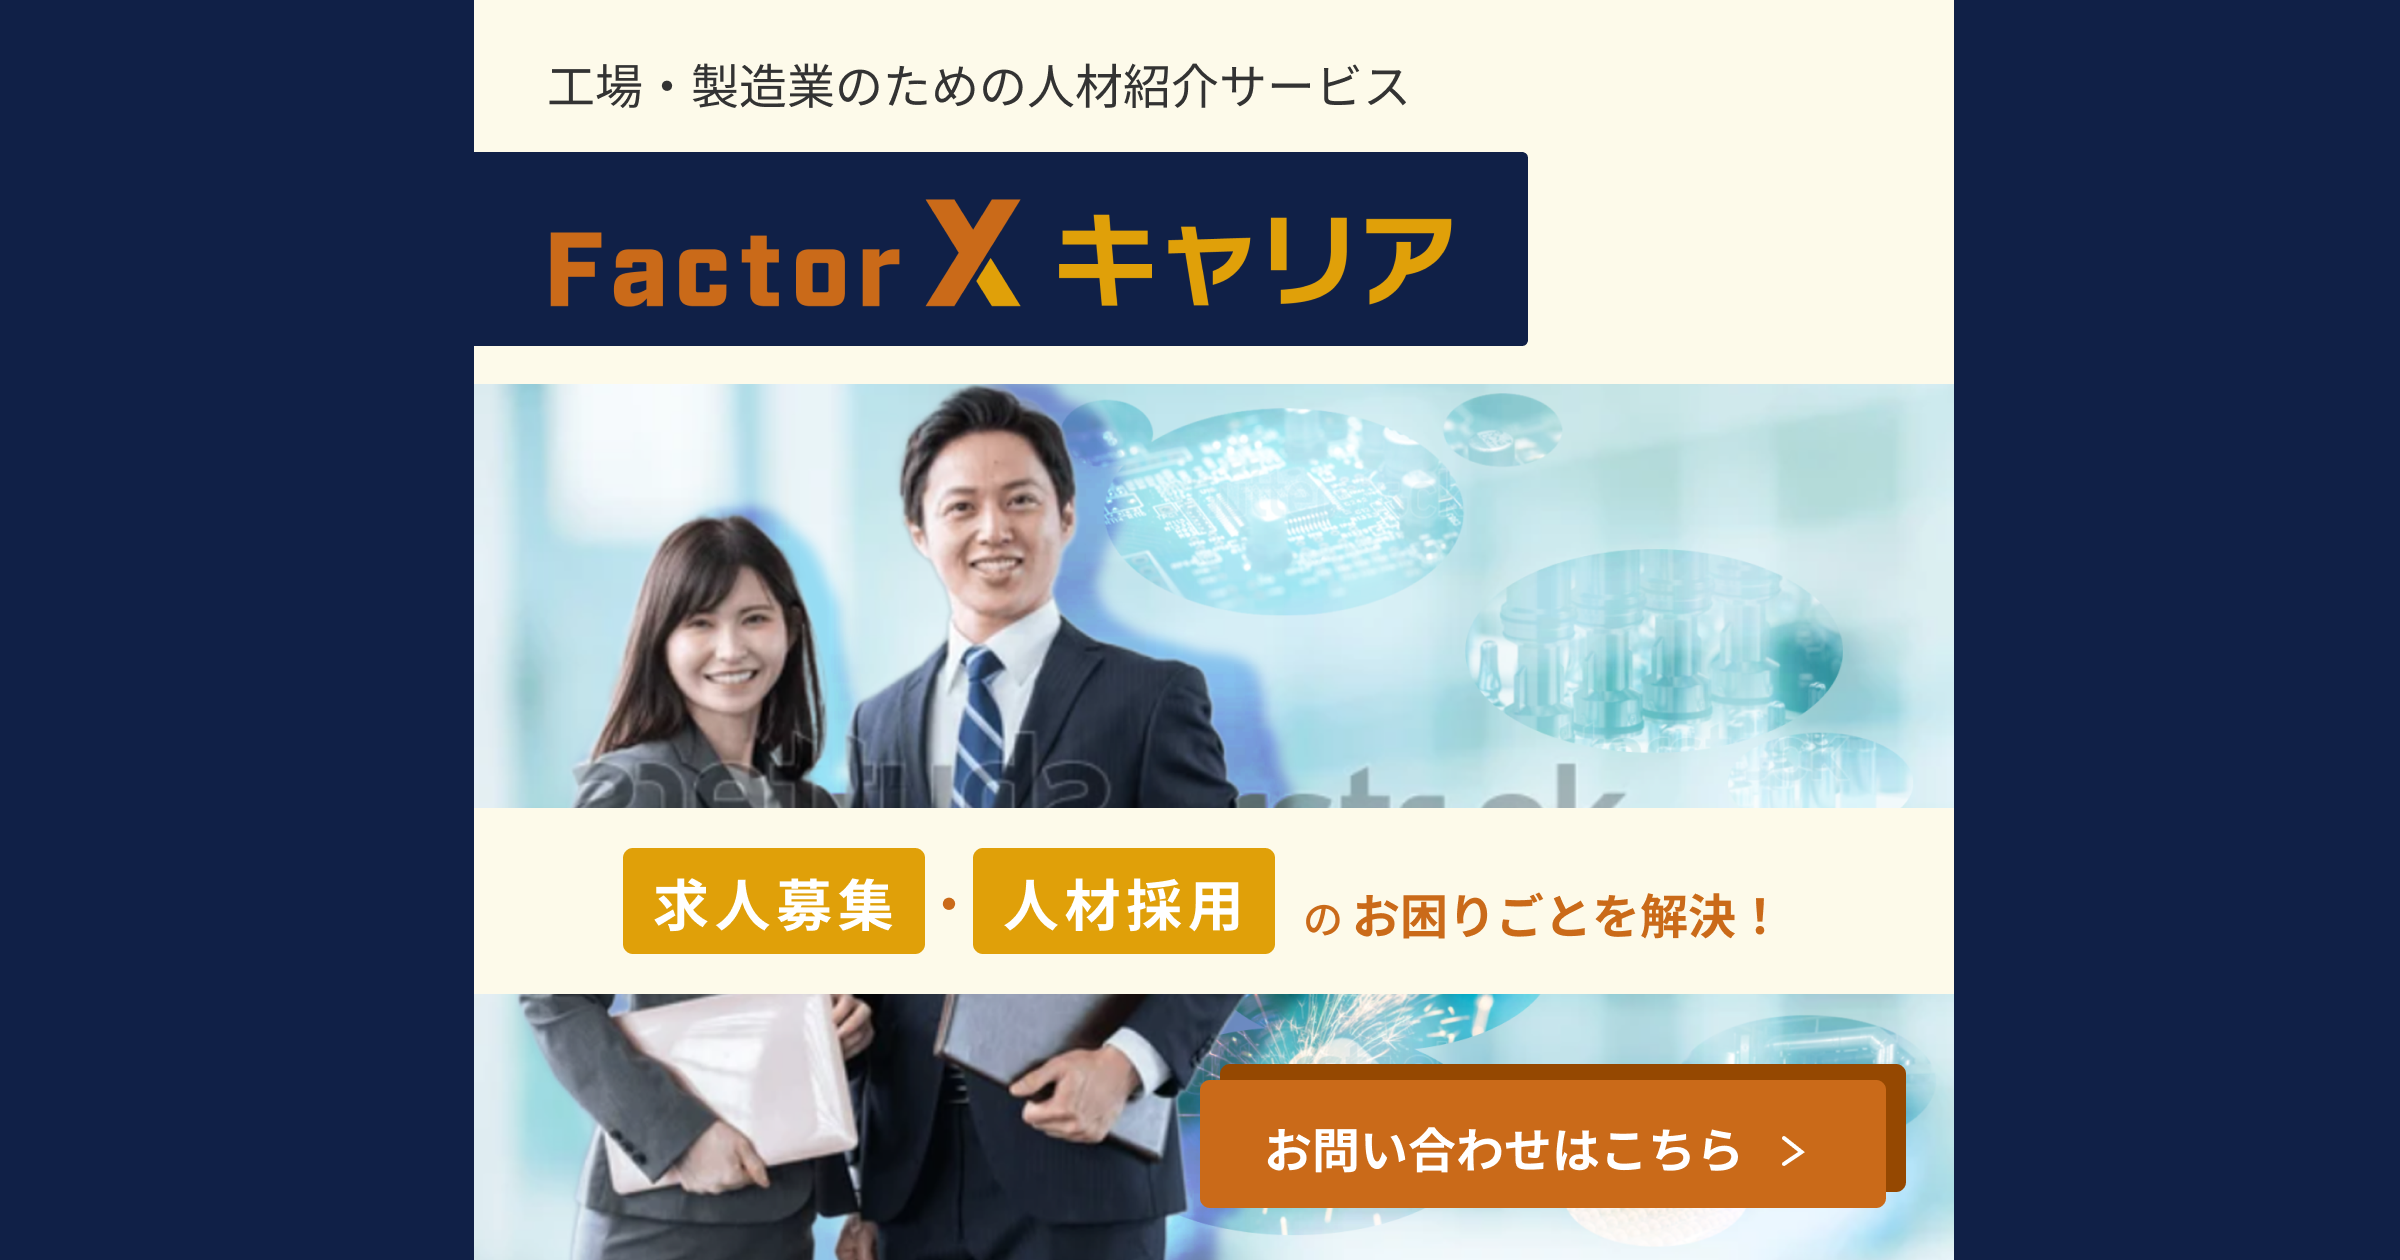 工場・製造業のための人材紹介サービス
FactorX キャリア
求人募集・人材採用 のお困りごとを解決！
お問い合わせはこちら >